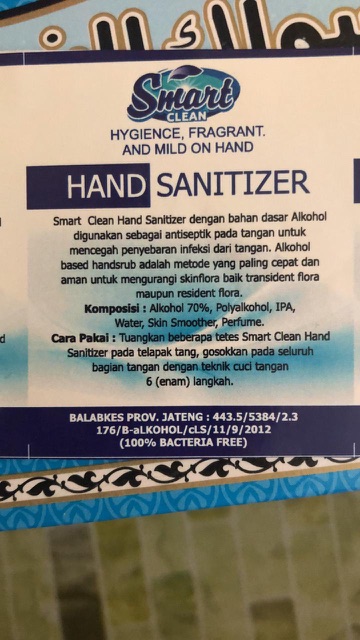 Smart
CLEAN
HYGIENCE, FRAGRANT.
AND MILD ON HAND
HAND SANITIZER
Smart Clean Hand Sanitizer dengan bahan dasar Alkohol
digunakan sebagai antiseptik pada tangan untuk
mencegah penyebaran infeksi dari tangan. Alkohol
based handsrub adalah metode yang paling cepat dan
aman untuk mengurangi skinflora baik transident flora
maupun resident flora.
Komposisi : Alkohol 70%, Polyalkohol, IPA,
Water, Skin Smoother, Perfume.
Cara Pakai : Tuangkan beberapa tetes Smart Clean Hand
Sanitizer pada telapak tang, gosokkan pada seluruh
bagian tangan dengan teknik cuci tangan
6 (enam) langkah.
BALABKES PROV. JATENG : 443.5/5384/2.3
176/B-aLKOHOL/cLS/11/9/2012
(100% BACTERIA FREE)